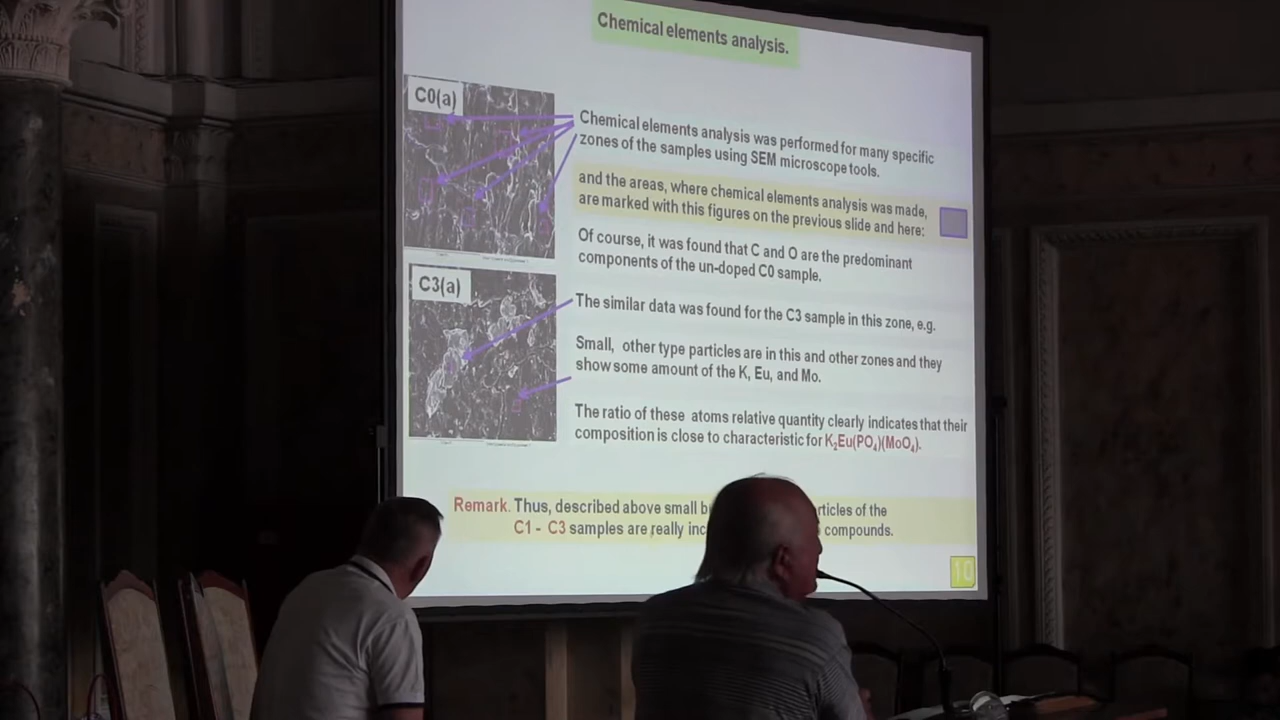 Chemical elements analysis.
C0(a)
Chemical elements analysis was performed for many specific
zones of the samples using SEM microscope tools.
and the areas, where chemical elements analysis was made,
are marked with this figures on the previous slide and here:
Of course, it was found that C and O are the predominant
components of the un-doped C0 sample.
C3(a)
The similar data was found for the C3 sample in this zone, e.g.
Small, other type particles are in this and other zones and they
show some amount of the K, Eu, and Mo.
The ratio of these atoms relative quantity clearly indicates that their
composition is close to characteristic for K₂Eu(PO₄)(MoO₄).
Remark. Thus, described above small
of the
C1 - C3 samples are really
compounds.
10